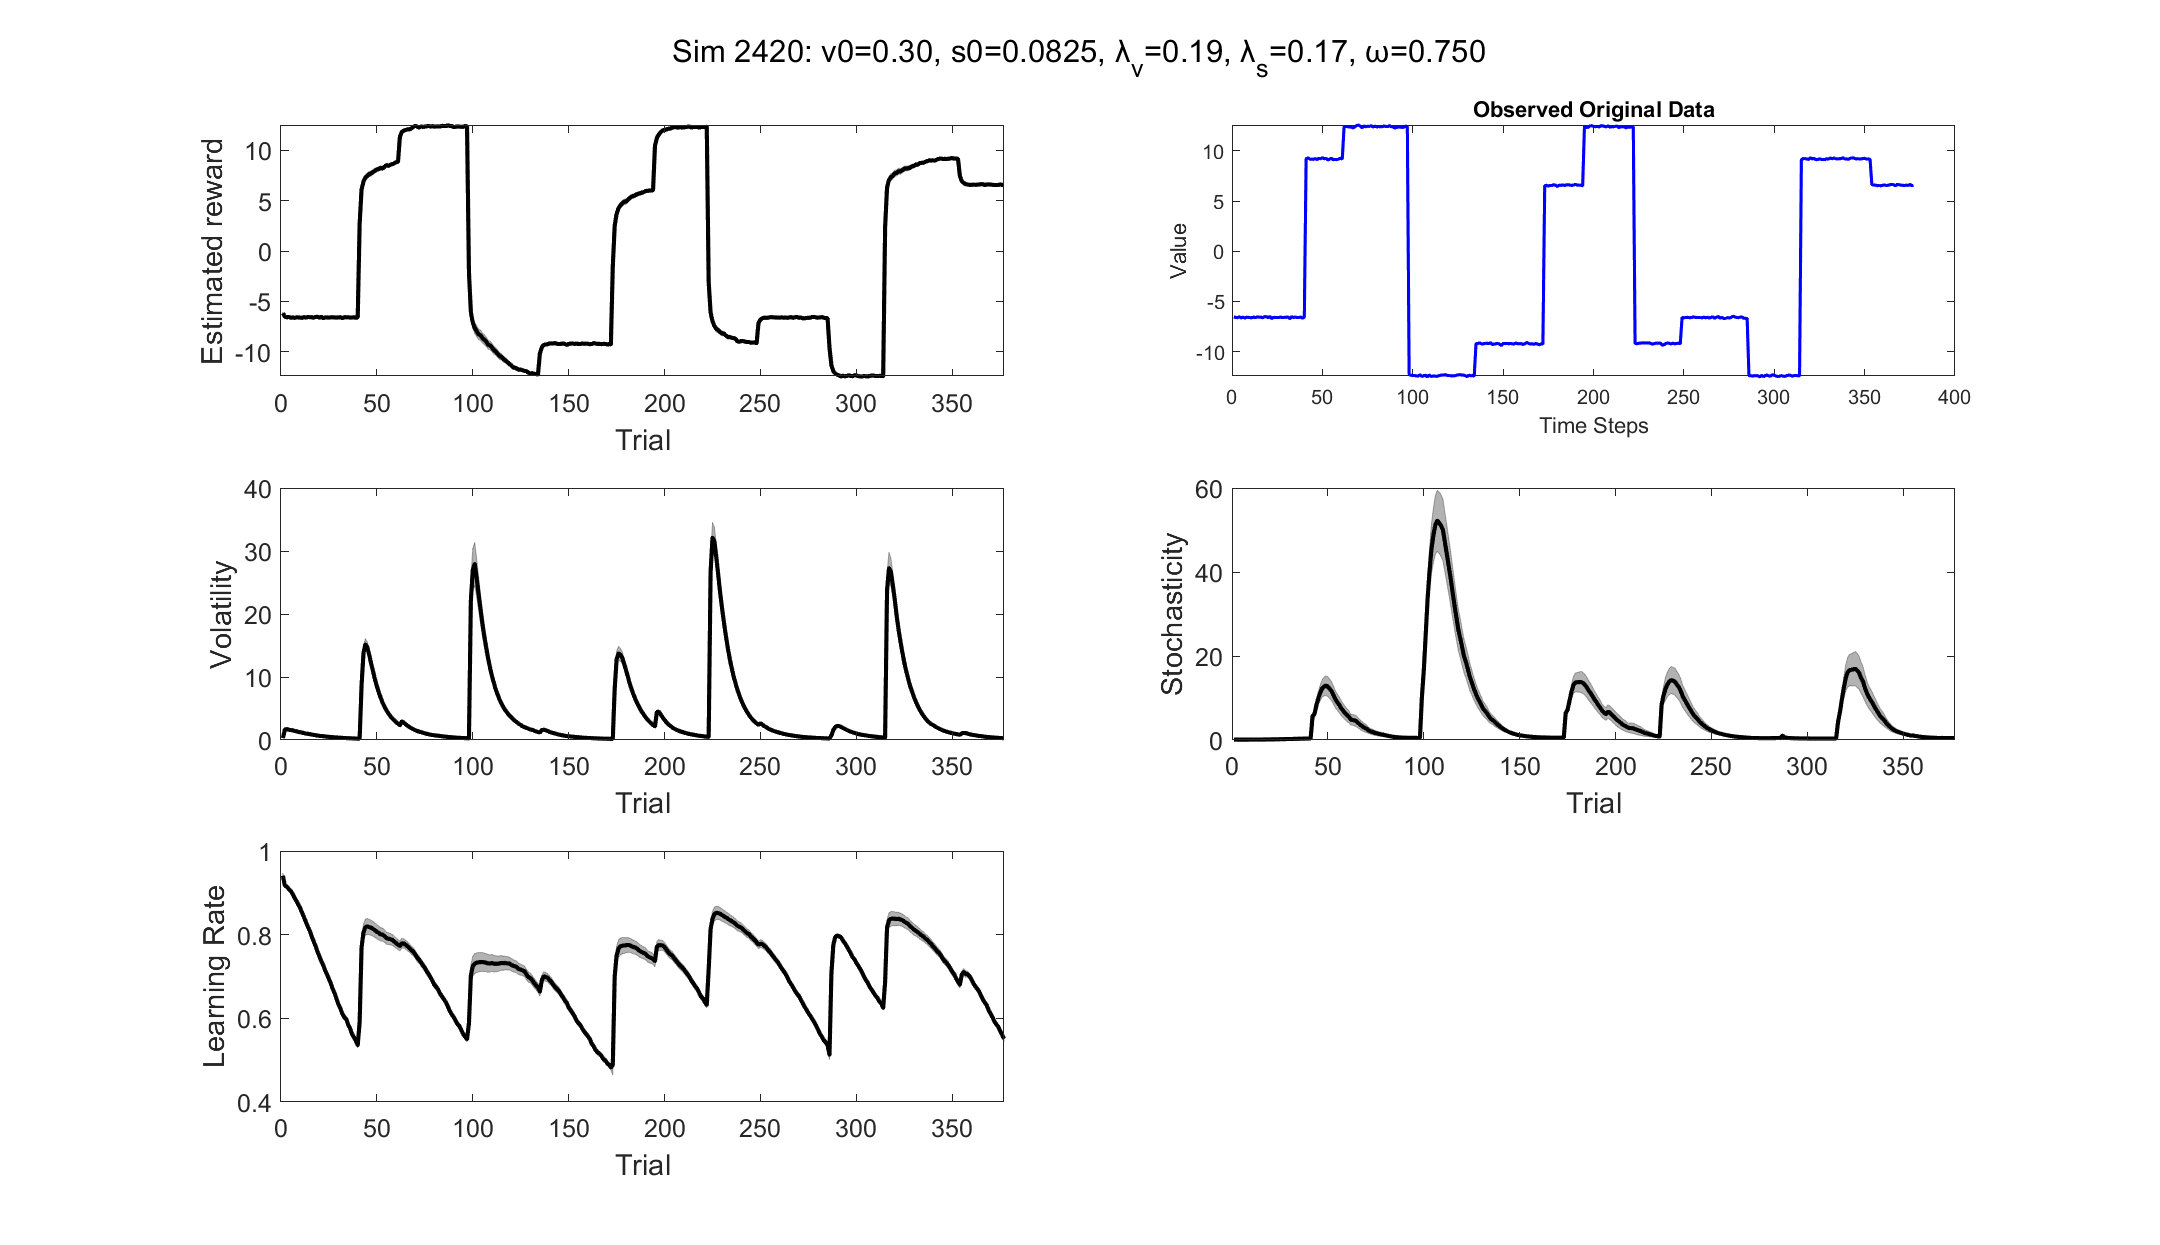 Sim 2420: v0=0.30, s0=0.0825, λ_v=0.19, λ_s=0.17, ω=0.750
Estimated reward
10
5
0
-5
-10
0 50 100 150 200 250 300 350
Trial
Observed Original Data
Value
10
5
0
-5
-10
0 50 100 150 200 250 300 350 400
Time Steps
Volatility
40
30
20
10
0
0 50 100 150 200 250 300 350
Trial
Stochasticity
60
40
20
0
0 50 100 150 200 250 300 350
Trial
Learning Rate
1
0.8
0.6
0.4
0 50 100 150 200 250 300 350
Trial